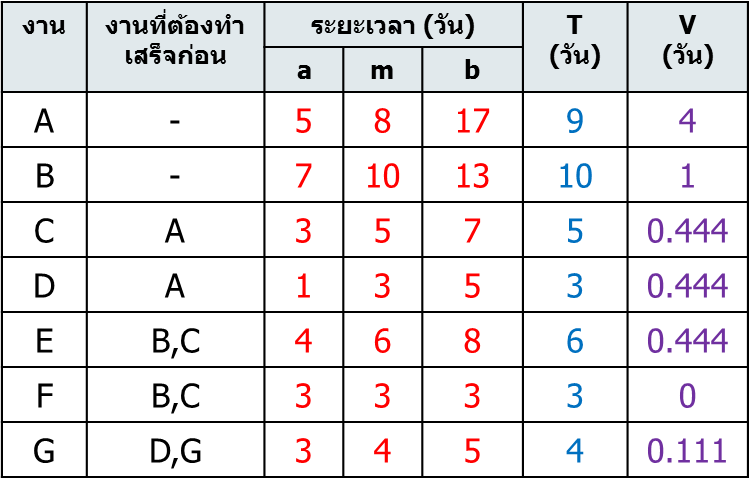 งาน งานที่ต้องทำเสร็จก่อน ระยะเวลา (วัน) T (วัน) V (วัน)
a m b
A - 5 8 17 9 4
B - 7 10 13 10 1
C A 3 5 7 5 0.444
D A 1 3 5 3 0.444
E B,C 4 6 8 6 0.444
F B,C 3 3 3 3 0
G D,G 3 4 5 4 0.111